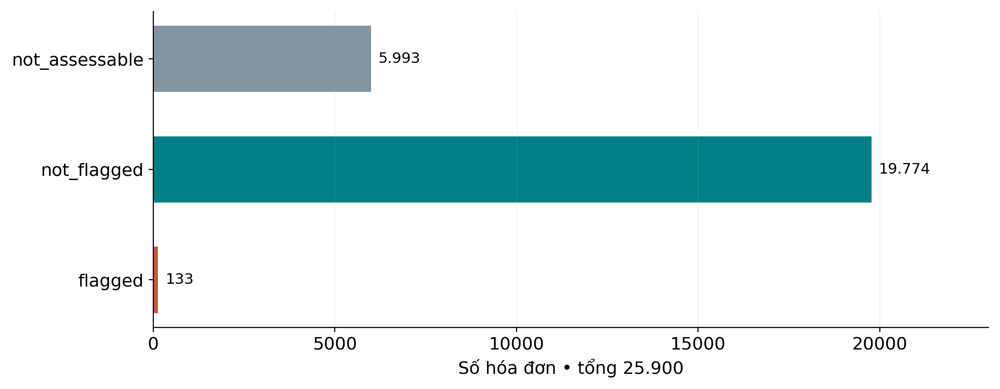 not_assessable
5.993
not_flagged
19.774
flagged
133
0 5000 10000 15000 20000
Số hóa đơn • tổng 25.900